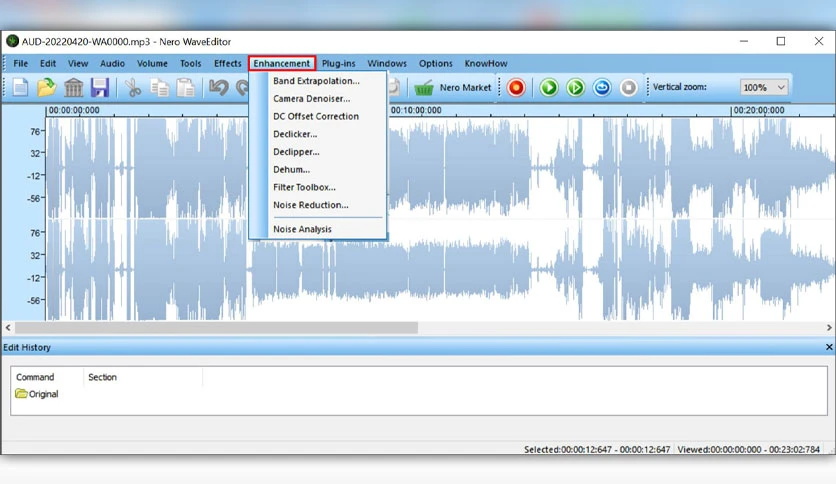 AUD-20220420-WA0000.mp3 - Nero WaveEditor
File Edit View Audio Volume Tools Effects Enhancement Plug-ins Windows Options KnowHow
Nero Market Vertical zoom: 100%
Band Extrapolation...
Camera Denoiser...
DC Offset Correction
Declicker...
Declipper...
Dehum...
Filter Toolbox...
Noise Reduction...
Noise Analysis
00:00:00:000 00:10:00:000 00:20:00:000
76
32
-12
-56
76
32
-12
-56
Edit History
Command Section
Original
Selected:00:00:12:647 - 00:00:12:647 Viewed:00:00:00:000 - 00:23:02:784